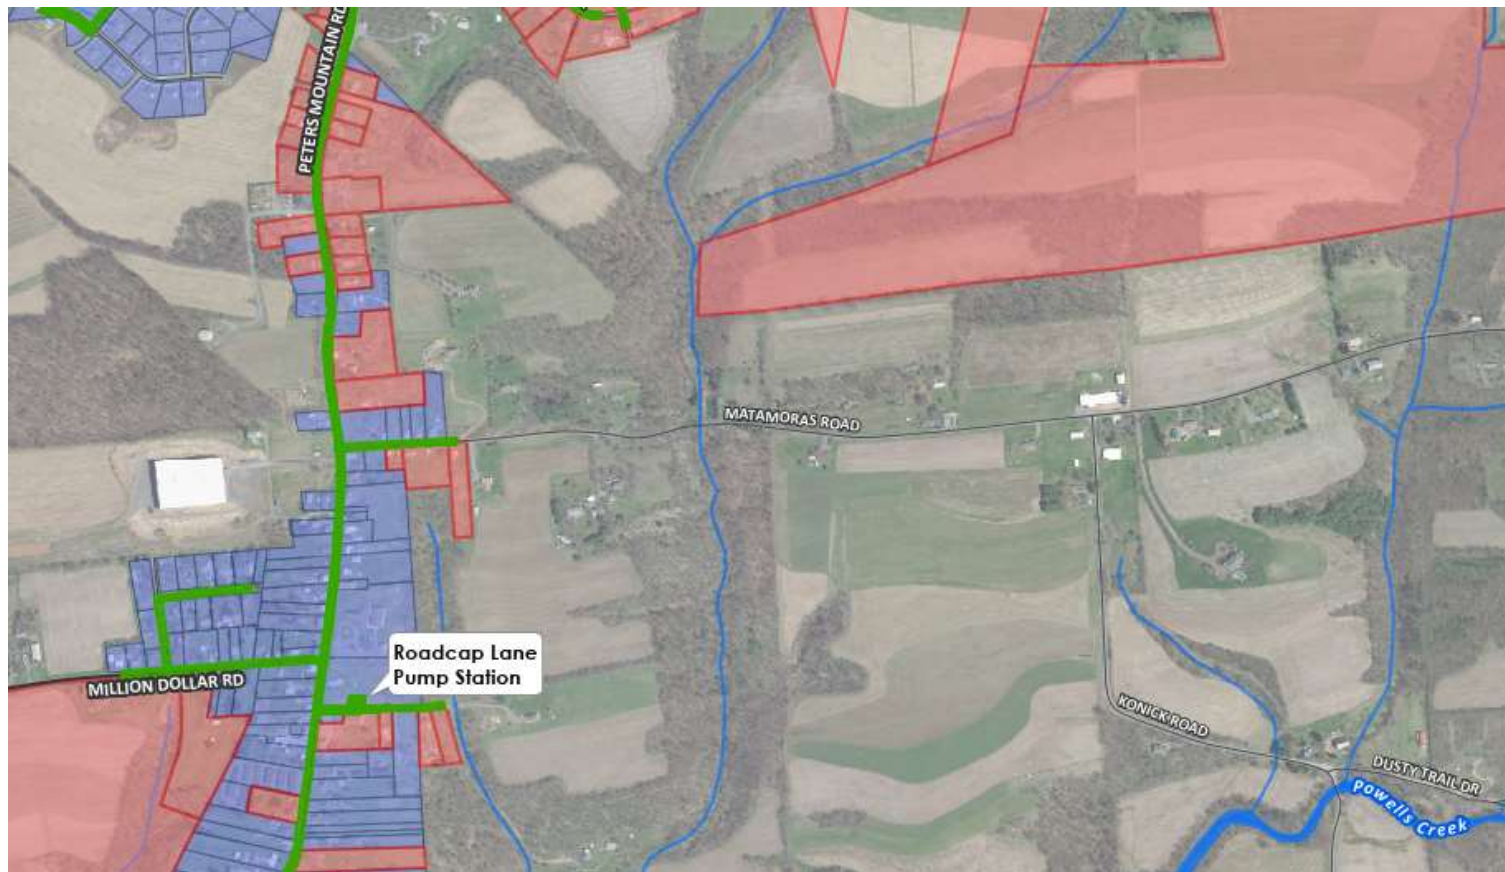 PETERS MOUNTAIN RD
MATAMORAS ROAD
Roadcap Lane
Pump Station
MILLION DOLLAR RD
KONICK ROAD
DUSTY TRAIL DR
Powells Creek